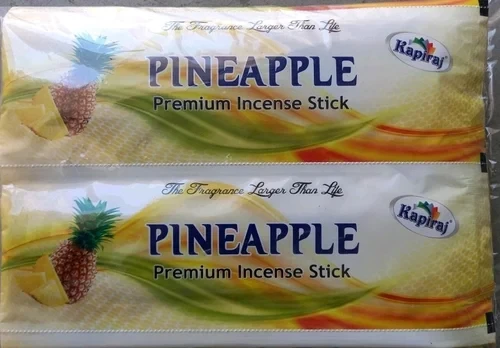 The Fragrance Larger Than Life
Kapiraj
PINEAPPLE
Premium Incense Stick
The Fragrance Larger Than Life
Kapiraj
PINEAPPLE
Premium Incense Stick